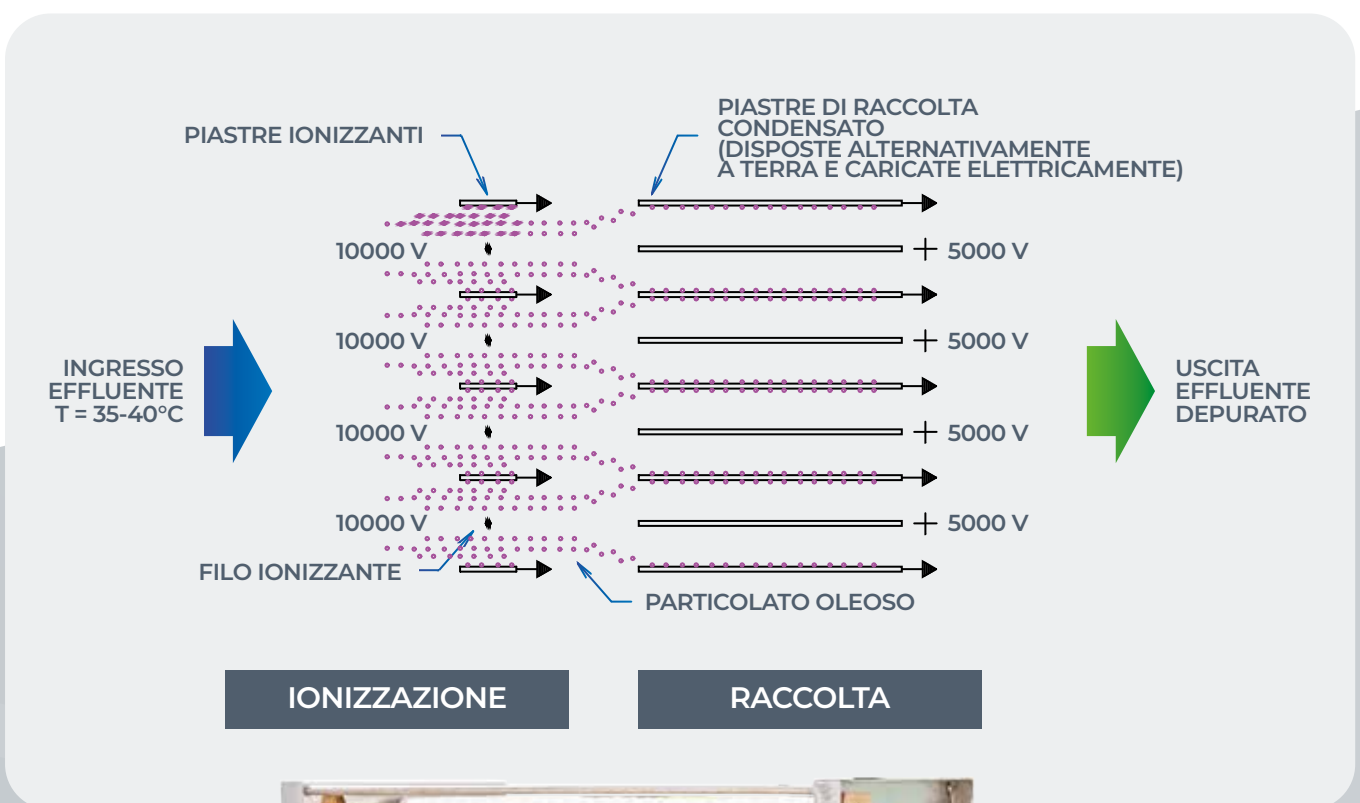 PIASTRE IONIZZANTI
PIASTRE DI RACCOLTA
CONDENSATO
(DISPOSTE ALTERNATIVAMENTE
A TERRA E CARICATE ELETTRICAMENTE)
10000 V
5000 V
10000 V
5000 V
INGRESSO
EFFLUENTE
T = 35-40°C
USCITA
EFFLUENTE
DEPURATO
10000 V
5000 V
10000 V
5000 V
FILO IONIZZANTE
PARTICOLATO OLEOSO
IONIZZAZIONE
RACCOLTA